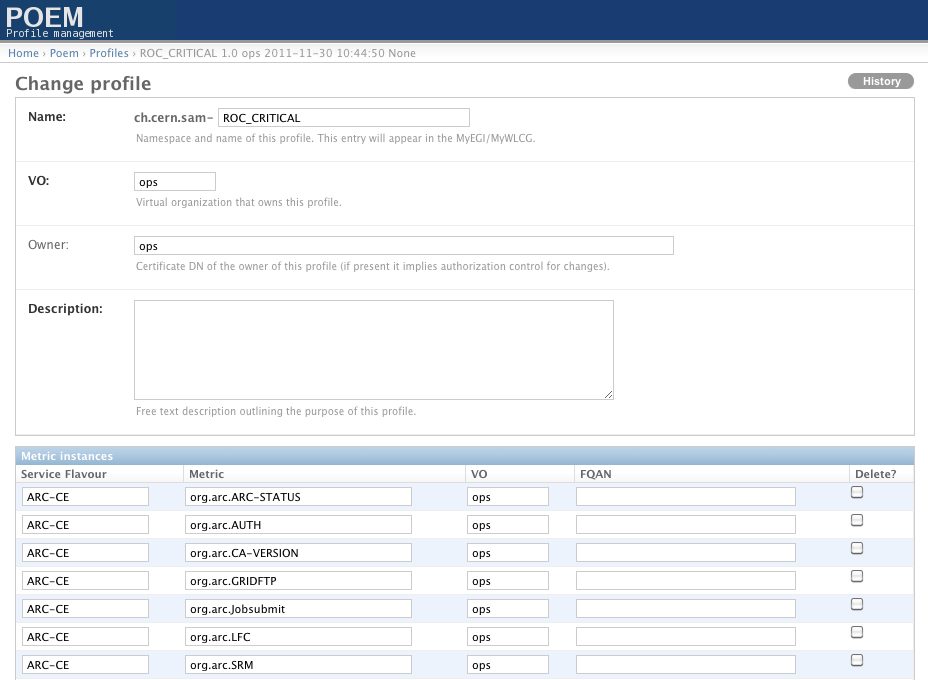 POEM
Profile management
Home › Poem › Profiles › ROC_CRITICAL 1.0 ops 2011-11-30 10:44:50 None
Change profile
History
Name: ch.cern.sam- ROC_CRITICAL
Namespace and name of this profile. This entry will appear in the MyEGI/MyWLCG.
VO: ops
Virtual organization that owns this profile.
Owner: ops
Certificate DN of the owner of this profile (if present it implies authorization control for changes).
Description:
Free text description outlining the purpose of this profile.
Metric instances
Service Flavour Metric VO FQAN Delete?
ARC-CE org.arc.ARC-STATUS ops
ARC-CE org.arc.AUTH ops
ARC-CE org.arc.CA-VERSION ops
ARC-CE org.arc.GRIDFTP ops
ARC-CE org.arc.Jobsubmit ops
ARC-CE org.arc.LFC ops
ARC-CE org.arc.SRM ops